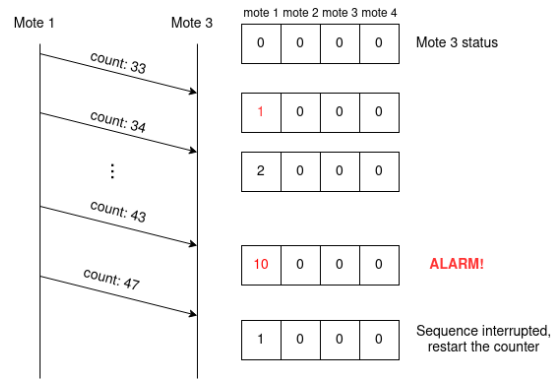 mote 1 mote 2 mote 3 mote 4
Mote 1
Mote 3
0 0 0 0
Mote 3 status
count: 33
1 0 0 0
count: 34
2 0 0 0
...
count: 43
10 0 0 0
ALARM!
count: 47
1 0 0 0
Sequence interrupted,
restart the counter